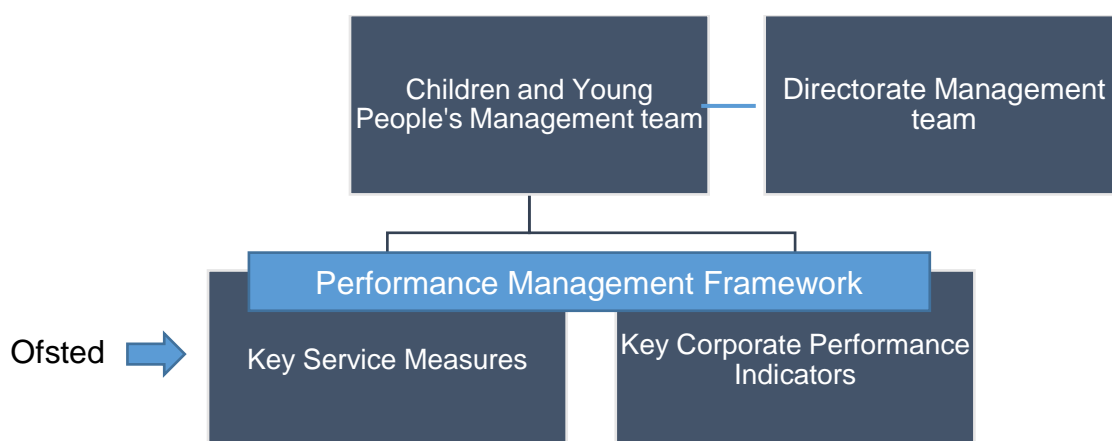 Children and Young
People's Management team
Directorate Management
team
Performance Management Framework
Ofsted
Key Service Measures
Key Corporate Performance
Indicators